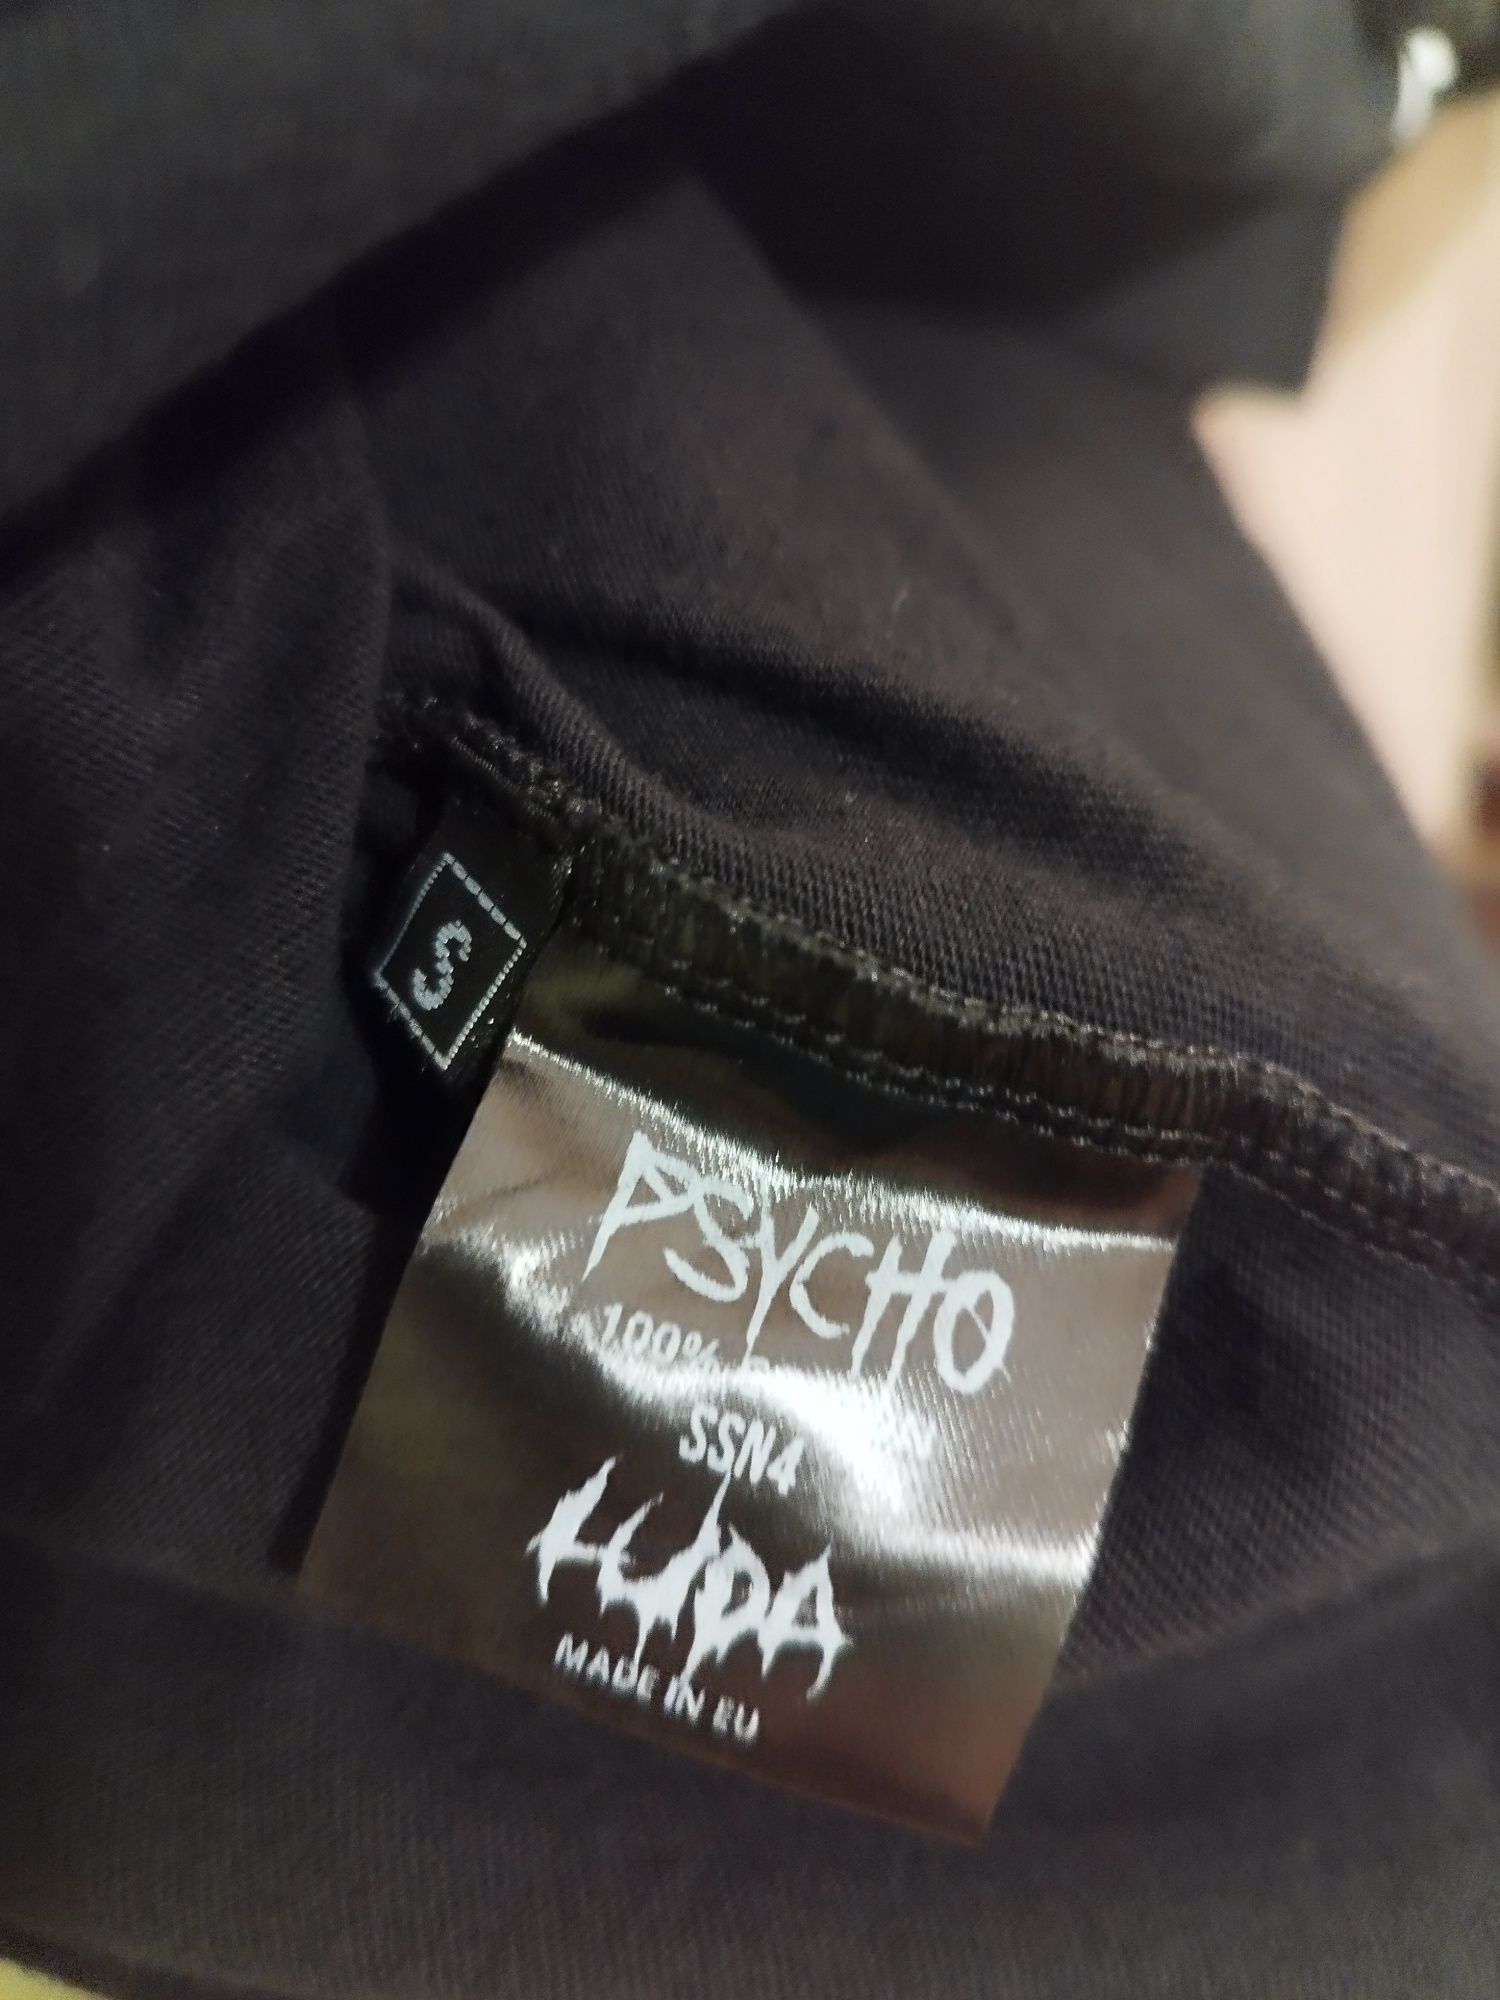 S
PSYCHO
100%
SSN4
LUDA
MADE IN EU